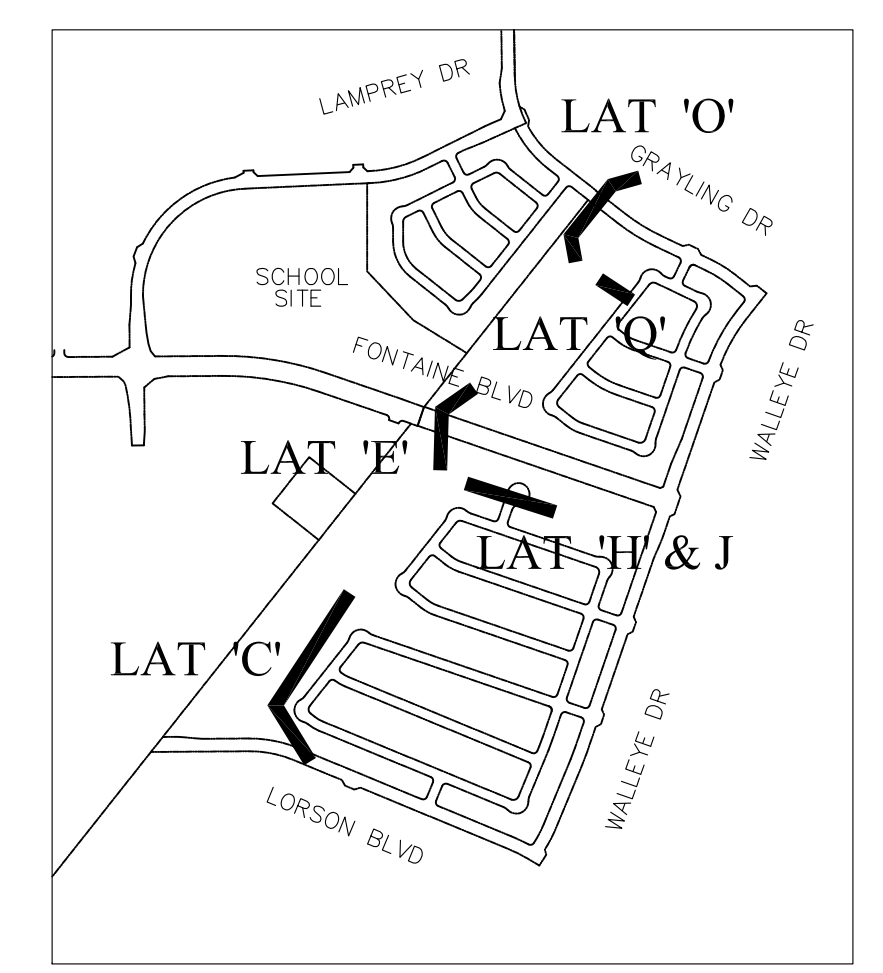 LAMPREY DR
LAT 'O'
GRAYLING DR
SCHOOL
SITE
LAT 'Q'
FONTAINE BLVD
WALLEYE DR
LAT 'E'
LAT 'H' & J
LAT 'C'
WALLEYE DR
LORSON BLVD